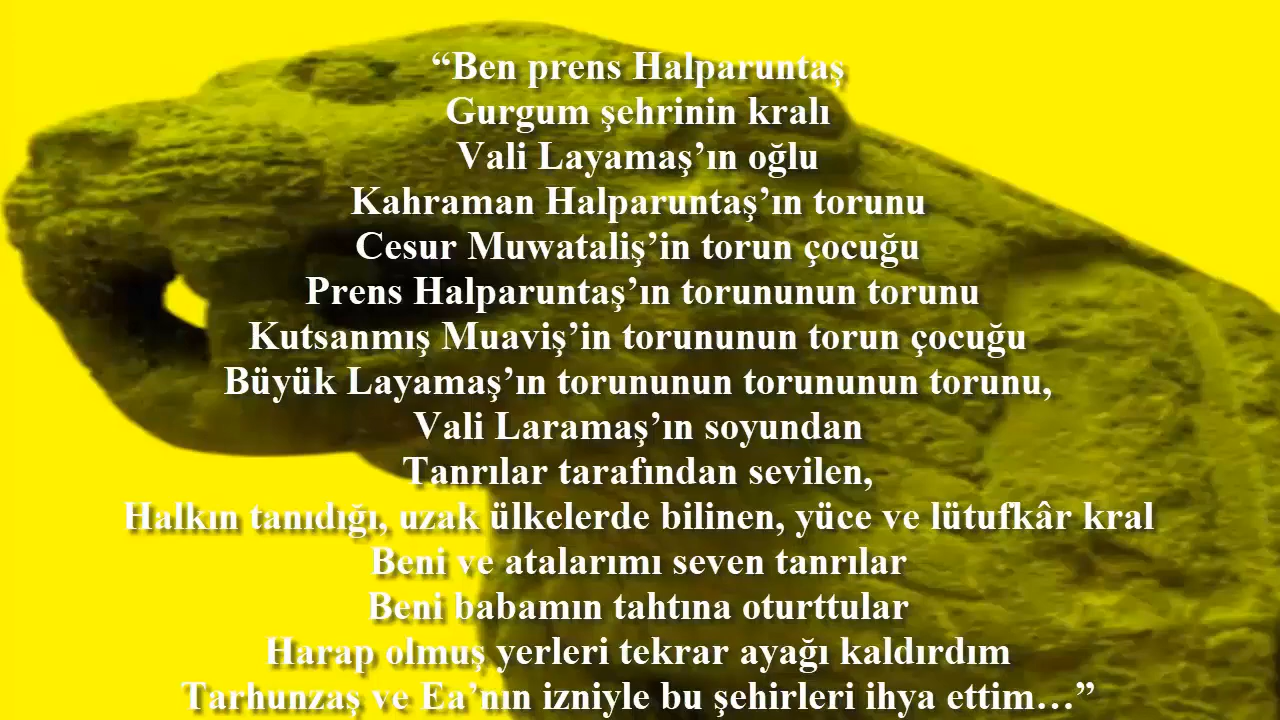 “Ben prens Halparuntaş
Gurgum şehrinin kralı
Vali Layamaş’ın oğlu
Kahraman Halparuntaş’ın torunu
Cesur Muwataliş’in torun çocuğu
Prens Halparuntaş’ın torununun torunu
Kutsanmış Muaviş’in torununun torun çocuğu
Büyük Layamaş’ın torununun torununun torunu,
Vali Laramaş’ın soyundan
Tanrılar tarafından sevilen,
Halkın tanıdığı, uzak ülkelerde bilinen, yüce ve lütufkâr kral
Beni ve atalarımı seven tanrılar
Beni babamın tahtına oturttular
Harap olmuş yerleri tekrar ayağı kaldırdım
Tarhunzaş ve Ea’nın izniyle bu şehirleri ihya ettim…”